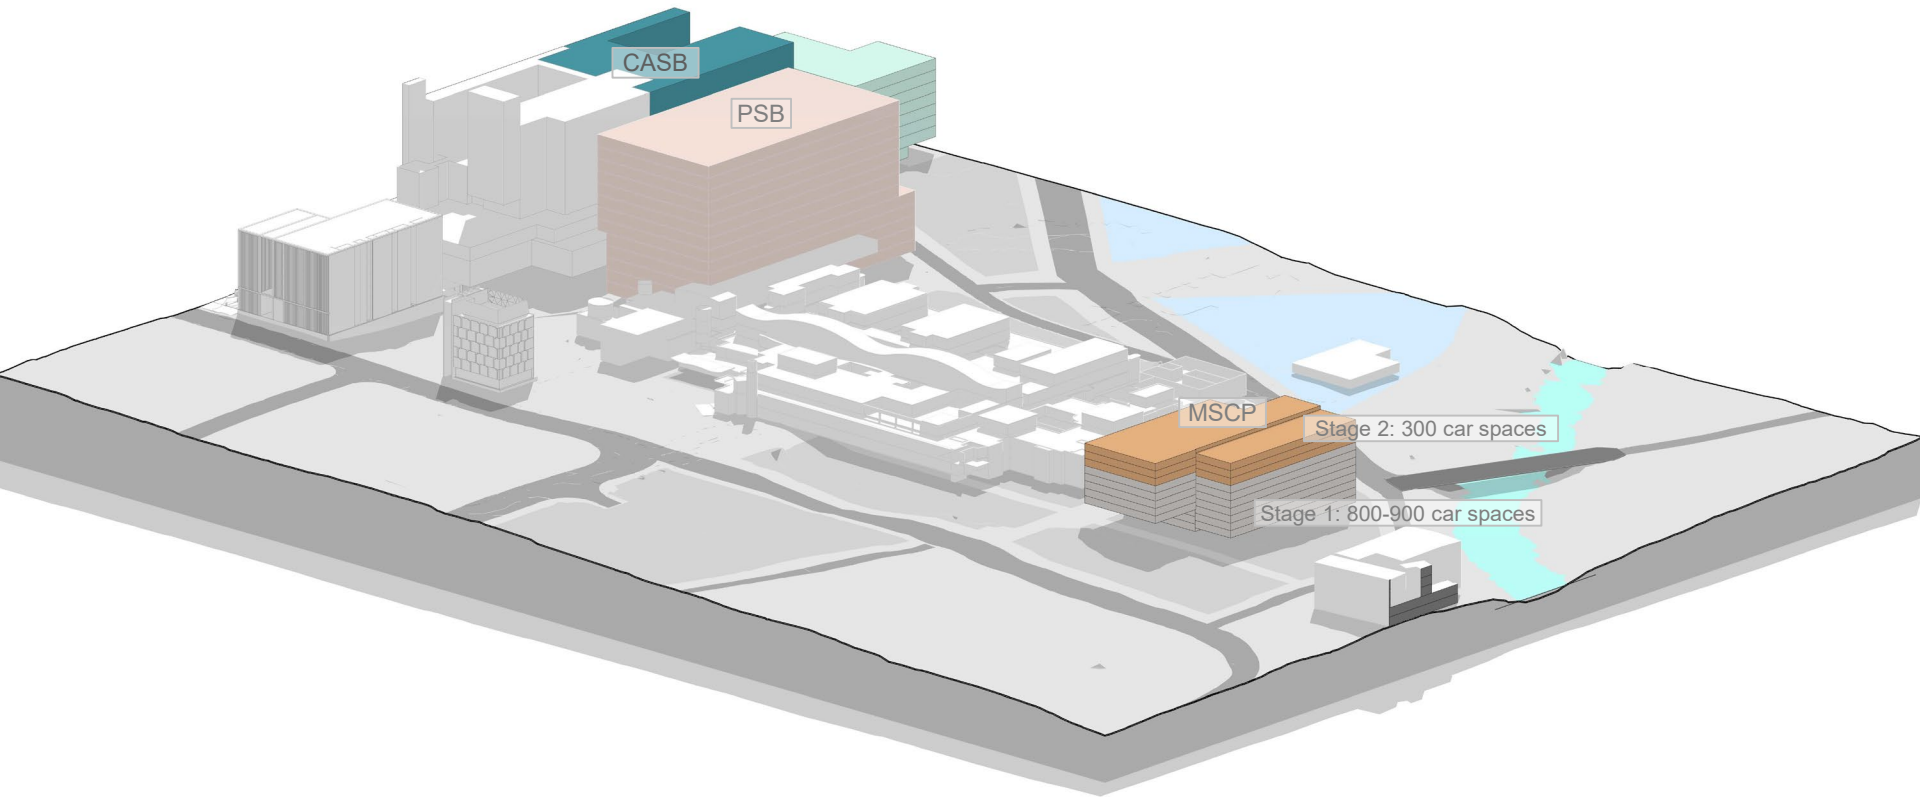 CASB
PSB
MSCP
Stage 2: 300 car spaces
Stage 1: 800-900 car spaces